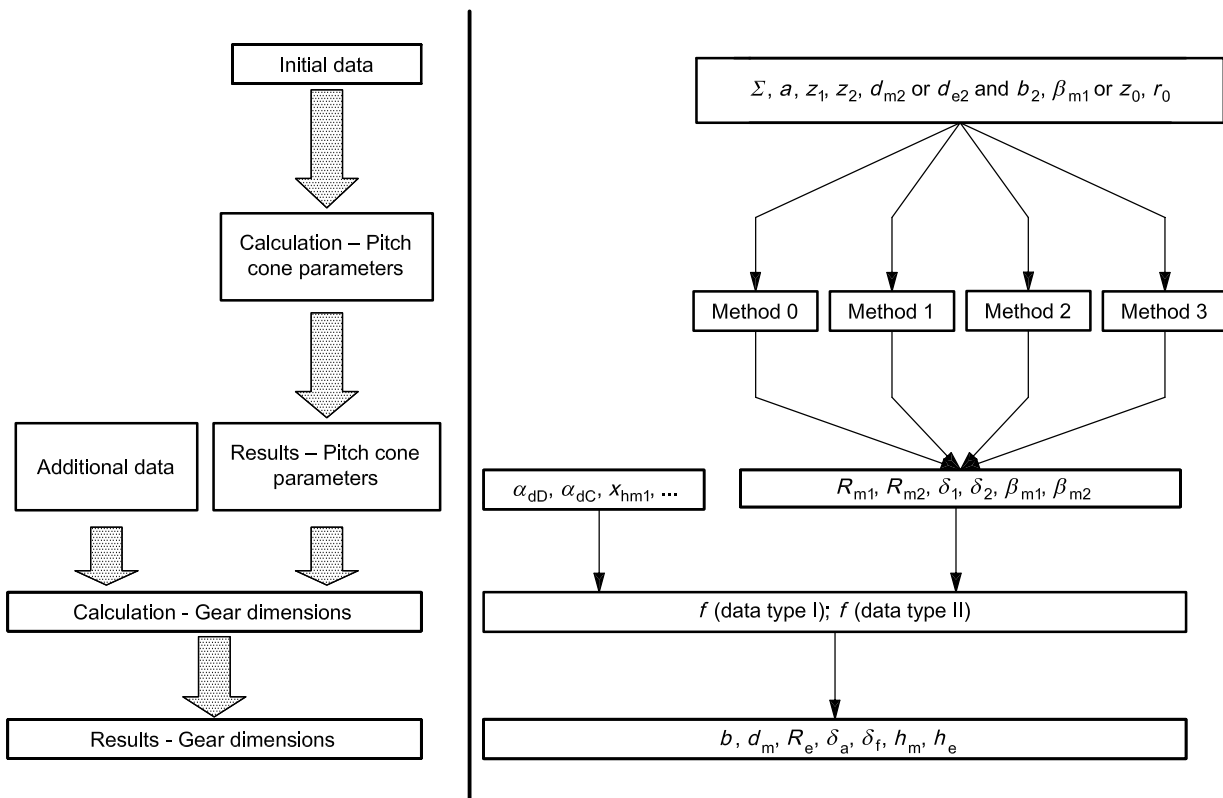 Initial data
Calculation – Pitch
cone parameters
Additional data
Results – Pitch cone
parameters
Calculation - Gear dimensions
Results - Gear dimensions
Σ, a, z1, z2, dm2 or de2 and b2, βm1 or z0, r0
Method 0
Method 1
Method 2
Method 3
αdD, αdC, xhm1, ...
Rm1, Rm2, δ1, δ2, βm1, βm2
f (data type I); f (data type II)
b, dm, Re, δa, δf, hm, he